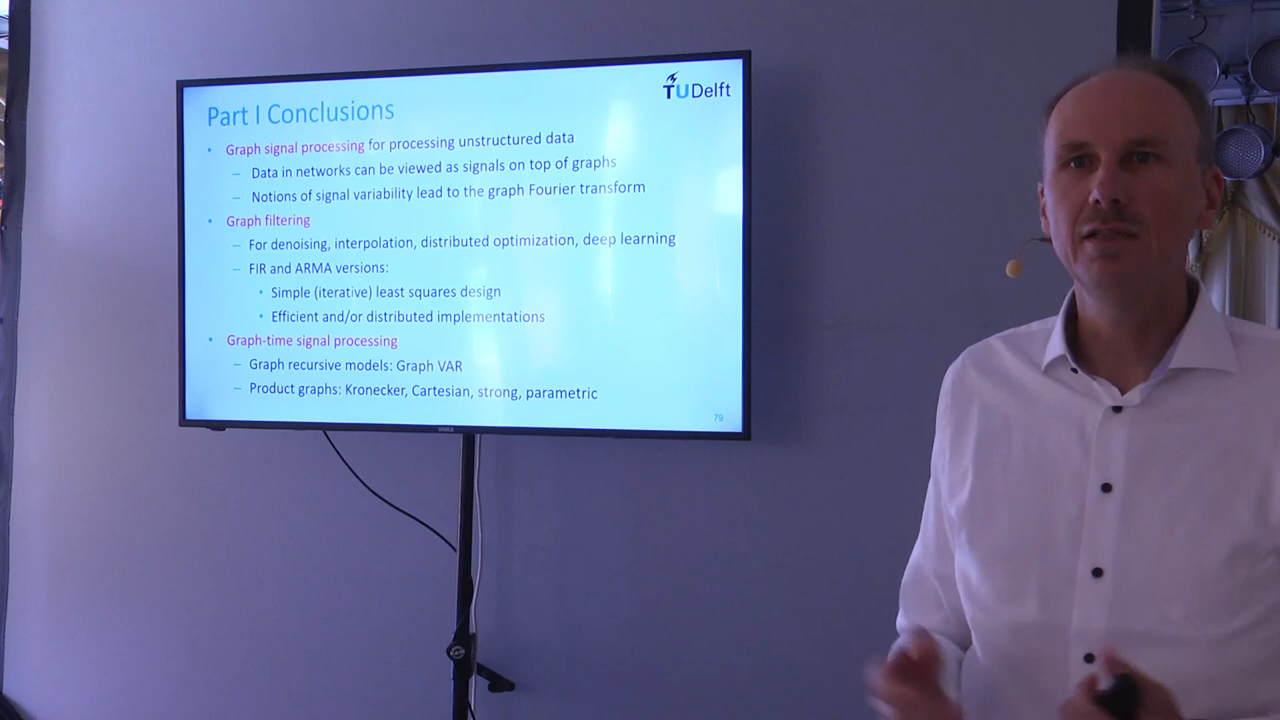 TU Delft
Part I Conclusions
• Graph signal processing for processing unstructured data
– Data in networks can be viewed as signals on top of graphs
– Notions of signal variability lead to the graph Fourier transform
• Graph filtering
– For denoising, interpolation, distributed optimization, deep learning
– FIR and ARMA versions:
• Simple (iterative) least squares design
• Efficient and/or distributed implementations
• Graph-time signal processing
– Graph recursive models: Graph VAR
– Product graphs: Kronecker, Cartesian, strong, parametric
79